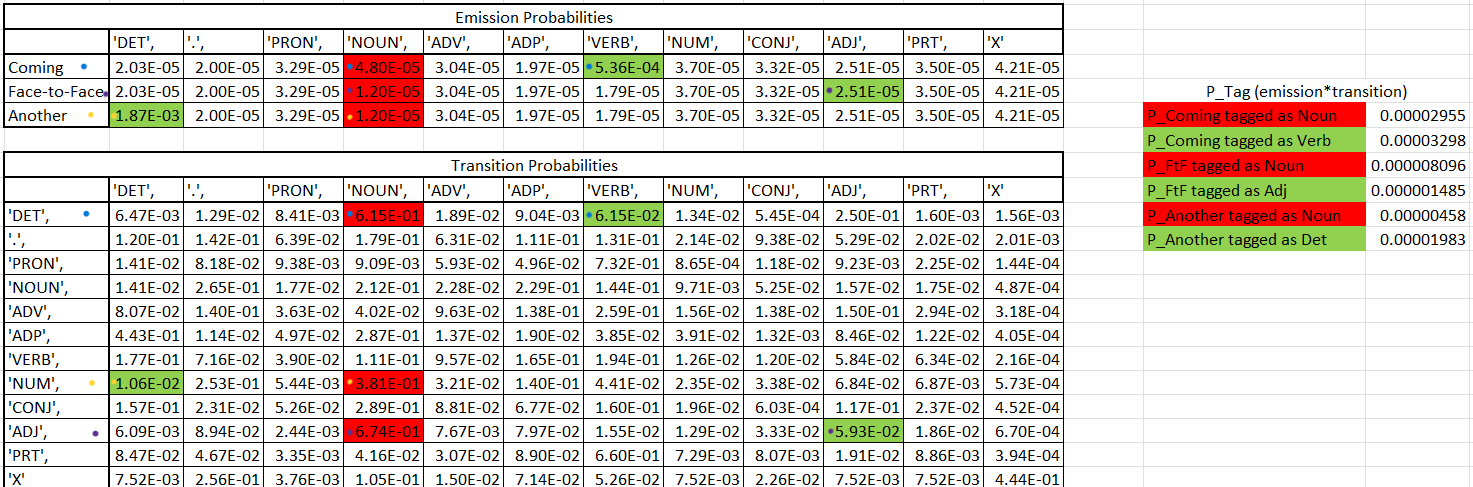 Emission Probabilities
'DET', '.', 'PRON', 'NOUN', 'ADV', 'ADP', 'VERB', 'NUM', 'CONJ', 'ADJ', 'PRT', 'X'
Coming 2.03E-05 2.00E-05 3.29E-05 4.80E-05 3.04E-05 1.97E-05 5.36E-04 3.70E-05 3.32E-05 2.51E-05 3.50E-05 4.21E-05
Face-to-Face 2.03E-05 2.00E-05 3.29E-05 1.20E-05 3.04E-05 1.97E-05 1.79E-05 3.70E-05 3.32E-05 2.51E-05 3.50E-05 4.21E-05
Another 1.87E-03 2.00E-05 3.29E-05 1.20E-05 3.04E-05 1.97E-05 1.79E-05 3.70E-05 3.32E-05 2.51E-05 3.50E-05 4.21E-05
P_Tag (emission*transition)
P_Coming tagged as Noun 0.00002955
P_Coming tagged as Verb 0.00003298
P_FtF tagged as Noun 0.000008096
P_FtF tagged as Adj 0.000001485
P_Another tagged as Noun 0.00000458
P_Another tagged as Det 0.00001983
Transition Probabilities
'DET', '.', 'PRON', 'NOUN', 'ADV', 'ADP', 'VERB', 'NUM', 'CONJ', 'ADJ', 'PRT', 'X'
'DET', 6.47E-03 1.29E-02 8.41E-03 6.15E-01 1.89E-02 9.04E-03 6.15E-02 1.34E-02 5.45E-04 2.50E-01 1.60E-03 1.56E-03
'.', 1.20E-01 1.42E-01 6.39E-02 1.79E-01 6.31E-02 1.11E-01 1.31E-01 2.14E-02 9.38E-02 5.29E-02 2.02E-02 2.01E-03
'PRON', 1.41E-02 8.18E-02 9.38E-03 9.09E-03 5.93E-02 4.96E-02 7.32E-01 8.65E-04 1.18E-02 9.23E-03 2.25E-02 1.44E-04
'NOUN', 1.41E-02 2.65E-01 1.77E-02 2.12E-01 2.28E-02 2.29E-01 1.44E-01 9.71E-03 5.25E-02 1.57E-02 1.75E-02 4.87E-04
'ADV', 8.07E-02 1.40E-01 3.63E-02 4.02E-02 9.63E-02 1.38E-01 2.59E-01 1.56E-02 1.38E-02 1.50E-01 2.94E-02 3.18E-04
'ADP', 4.43E-01 1.14E-02 4.97E-02 2.87E-01 1.37E-02 1.90E-02 3.85E-02 3.91E-02 1.32E-03 8.46E-02 1.22E-02 4.05E-04
'VERB', 1.77E-01 7.16E-02 3.90E-02 1.11E-01 9.57E-02 1.65E-01 1.94E-01 1.26E-02 1.20E-02 5.84E-02 6.34E-02 2.16E-04
'NUM', 1.06E-02 2.53E-01 5.44E-03 3.81E-01 3.21E-02 1.40E-01 4.41E-02 2.35E-02 3.38E-02 6.84E-02 6.87E-03 5.73E-04
'CONJ', 1.57E-01 2.31E-02 5.26E-02 2.89E-01 8.81E-02 6.77E-02 1.60E-01 1.96E-02 6.03E-04 1.17E-01 2.37E-02 4.52E-04
'ADJ', 6.09E-03 8.94E-02 2.44E-03 6.74E-01 7.67E-03 7.97E-02 1.55E-02 1.29E-02 3.33E-02 5.93E-02 1.86E-02 6.70E-04
'PRT', 8.47E-02 4.67E-02 3.35E-03 4.16E-02 3.07E-02 8.90E-02 6.60E-01 7.29E-03 8.07E-03 1.91E-02 8.86E-03 3.94E-04
'X' 7.52E-03 2.56E-01 3.76E-03 1.05E-01 1.50E-02 7.14E-02 5.26E-02 7.52E-03 2.26E-02 7.52E-03 7.52E-03 4.44E-01